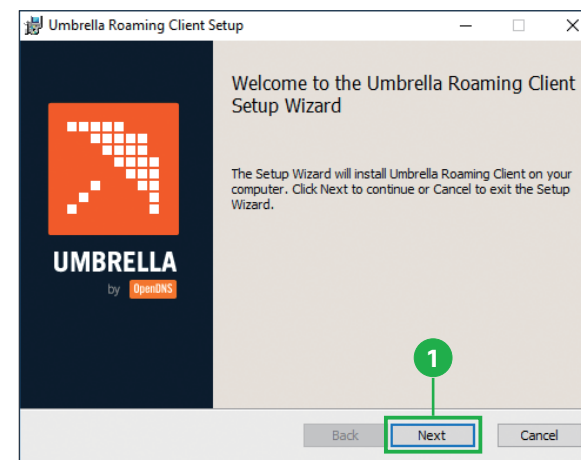 Umbrella Roaming Client Setup
Welcome to the Umbrella Roaming Client
Setup Wizard
The Setup Wizard will install Umbrella Roaming Client on your
computer. Click Next to continue or Cancel to exit the Setup
Wizard.
UMBRELLA
by OpenDNS
1
Back Next Cancel